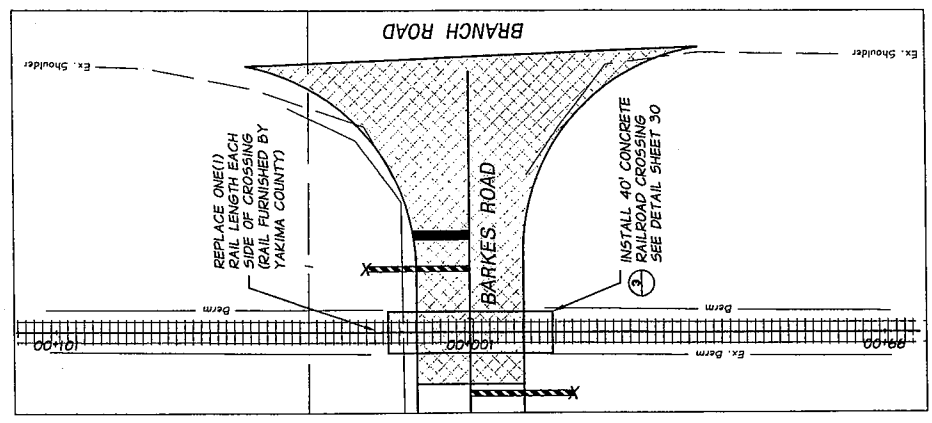 BRANCH ROAD
Ex. Shoulder
Ex. Shoulder
REPLACE ONE(1)
RAIL LENGTH EACH
SIDE OF CROSSING
(RAIL FURNISHED BY
YAKIMA COUNTY)
BARKES ROAD
INSTALL 40' CONCRETE
RAILROAD CROSSING
SEE DETAIL SHEET 30
3
X
Berm
Berm
101+00
100+00
99+00
Ex. Berm
X